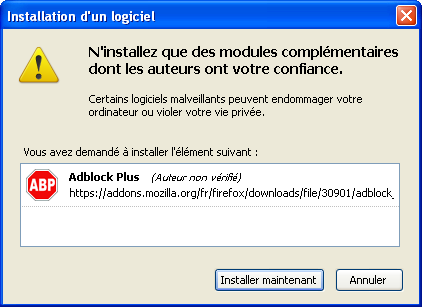 Installation d'un logiciel
N'installez que des modules complémentaires
dont les auteurs ont votre confiance.
Certains logiciels malveillants peuvent endommager votre
ordinateur ou violer votre vie privée.
Vous avez demandé à installer l'élément suivant :
ABP
Adblock Plus (Auteur non vérifié)
https://addons.mozilla.org/fr/firefox/downloads/file/30901/adblock_
Installer maintenant Annuler